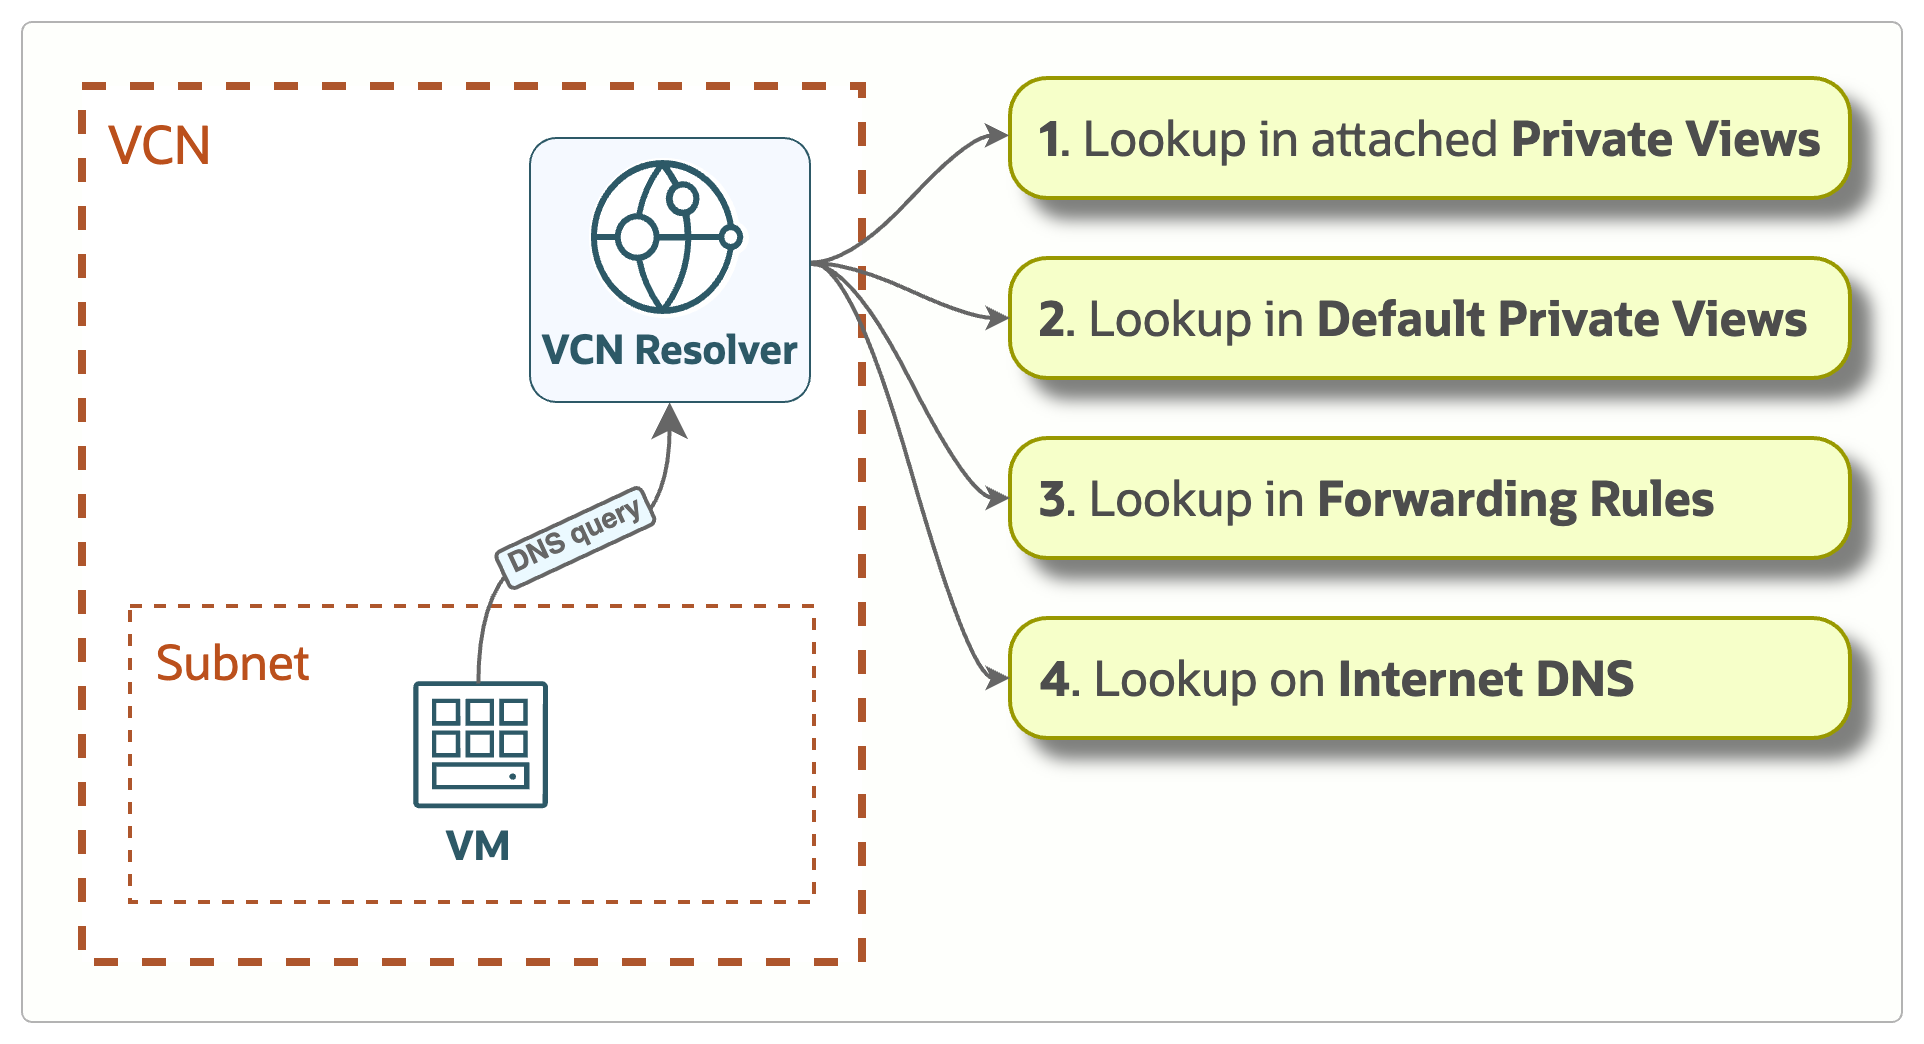 VCN
VCN Resolver
DNS query
Subnet
VM
1. Lookup in attached Private Views
2. Lookup in Default Private Views
3. Lookup in Forwarding Rules
4. Lookup on Internet DNS